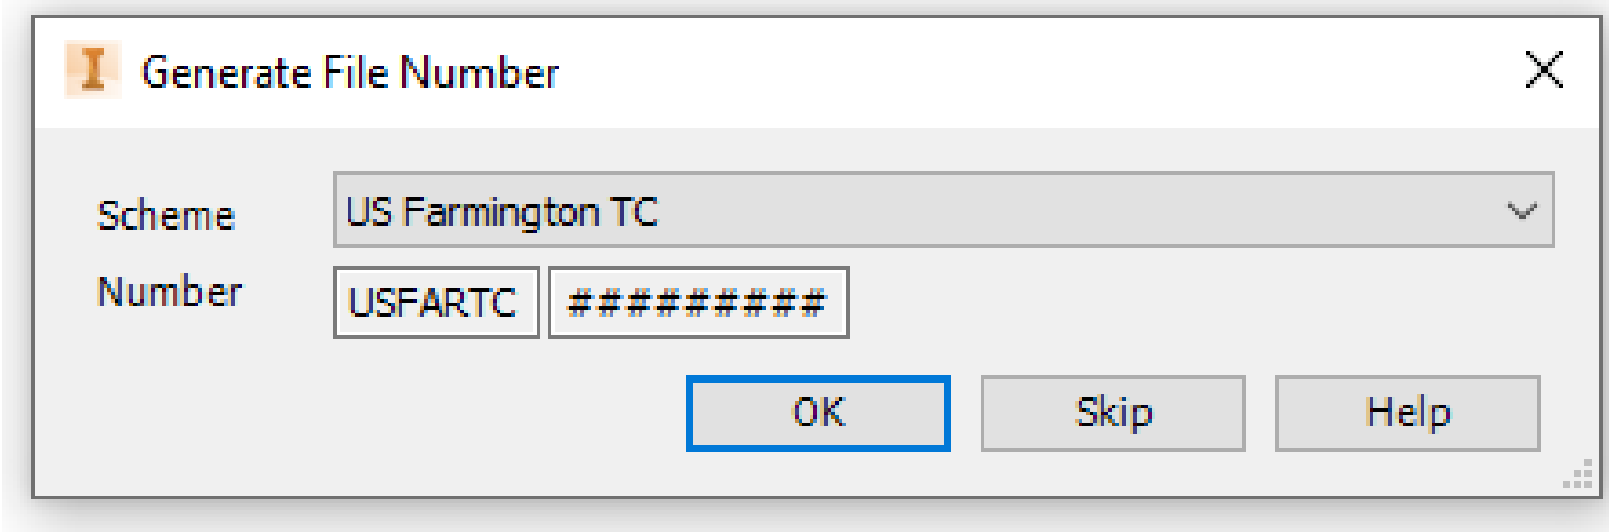 Generate File Number
Scheme US Farmington TC
Number USFARTC #########
OK Skip Help